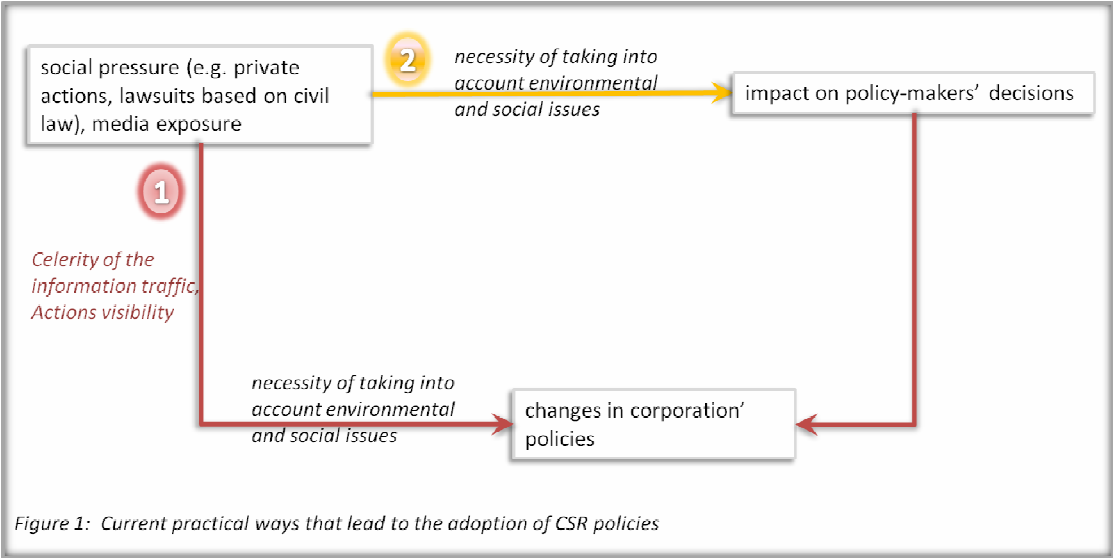 social pressure (e.g. private
actions, lawsuits based on civil
law), media exposure
2
necessity of taking into
account environmental
and social issues
impact on policy-makers’ decisions
1
Celerity of the
information traffic,
Actions visibility
necessity of taking into
account environmental
and social issues
changes in corporation’
policies
Figure 1: Current practical ways that lead to the adoption of CSR policies